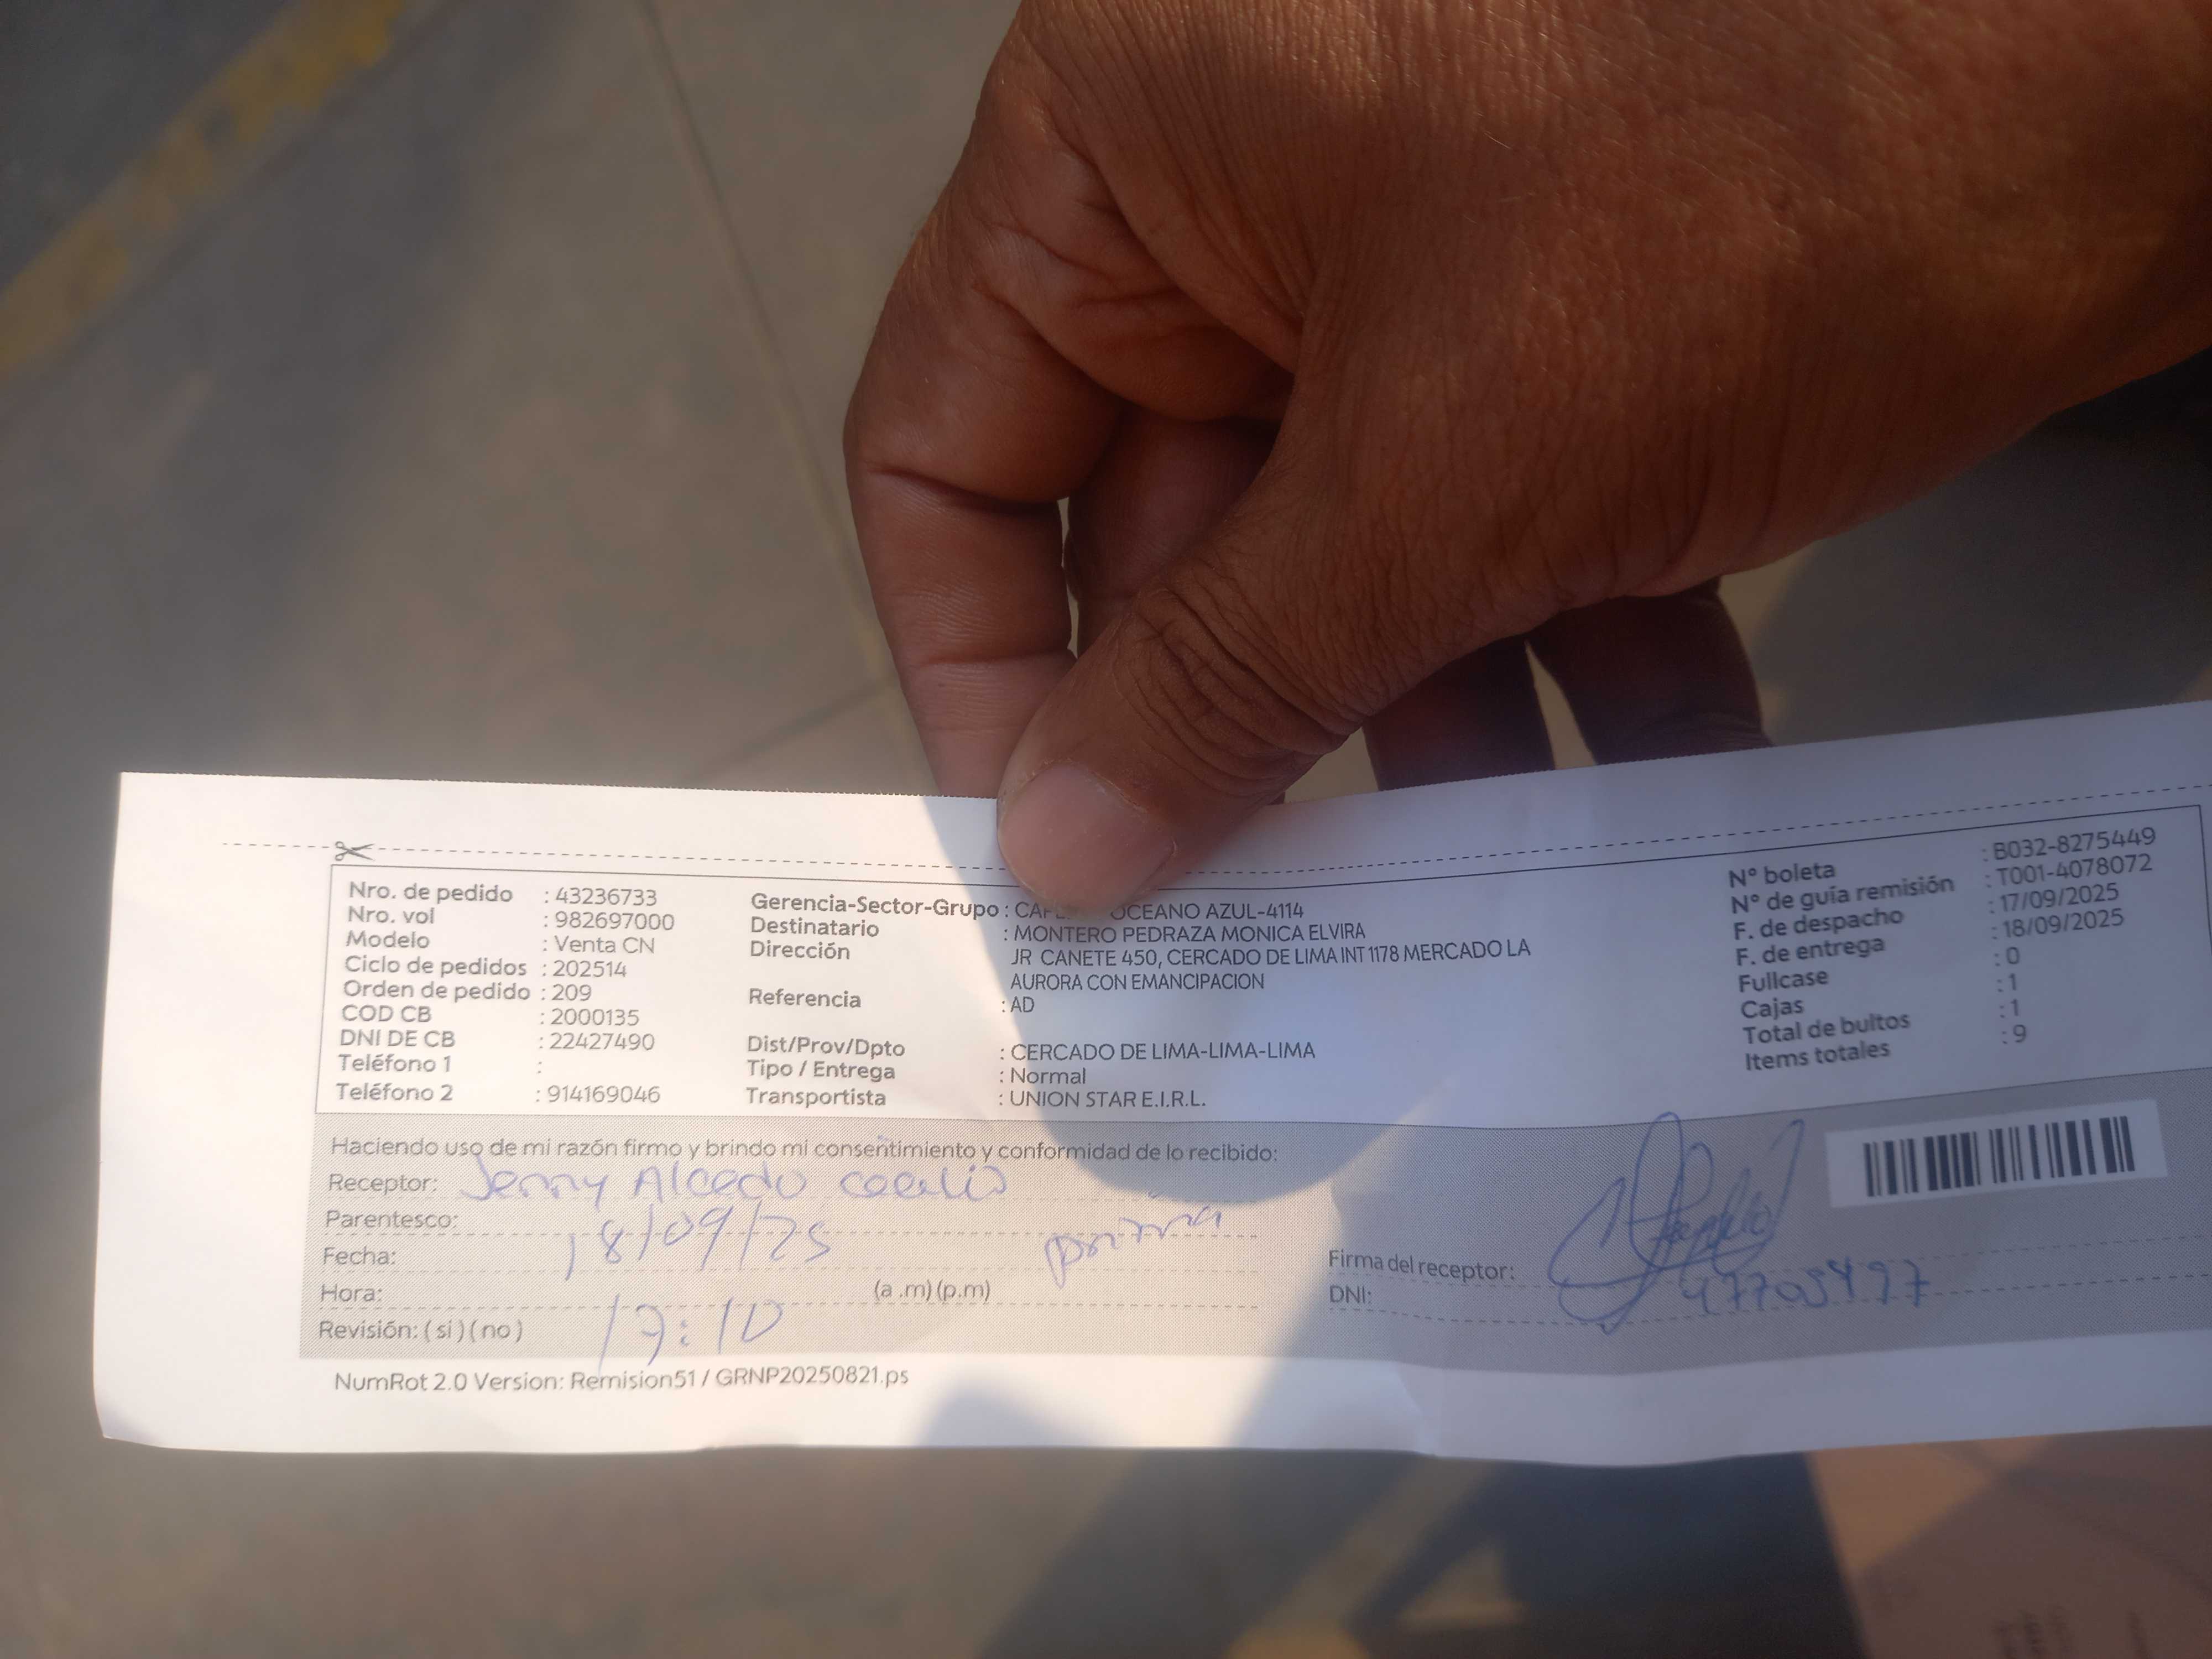 Nro. de pedido : 43236733
Nro. vol : 982697000
Modelo : Venta CN
Ciclo de pedidos : 202514
Orden de pedido : 209
COD CB : 2000135
DNI DE CB : 22427490
Teléfono 1 :
Teléfono 2 : 914169046
Gerencia-Sector-Grupo : OCEANO AZUL-4114
Destinatario : MONTERO PEDRAZA MONICA ELVIRA
Dirección JR CANETE 450, CERCADO DE LIMA INT 1178 MERCADO LA
AURORA CON EMANCIPACION
Referencia : AD
Dist/Prov/Dpto : CERCADO DE LIMA-LIMA-LIMA
Tipo / Entrega : Normal
Transportista : UNION STAR E.I.R.L.
N° boleta : B032-8275449
N° de guía remisión : T001-4078072
F. de despacho : 17/09/2025
F. de entrega : 18/09/2025
Fullcase : 0
Cajas : 1
Total de bultos : 1
Items totales : 9
Haciendo uso de mi razón firmo y brindo mi consentimiento y conformidad de lo recibido:
Receptor: Jenny Alcedo
Parentesco: prima
Fecha: 18/09/25
Hora: 17:10 (a .m) (p.m)
Revisión: ( si ) ( no )
Firma del receptor:
DNI: 47705497
NumRot 2.0 Version: Remision51 / GRNP20250821.ps